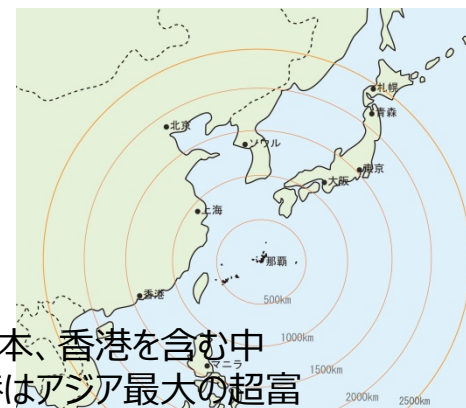 札幌
青森
北京
ソウル
東京
大阪
上海
那覇
香港
500km
1000km
本、香港を含む中
マニラ
1500km
はアジア最大の超富
2000km
2500km